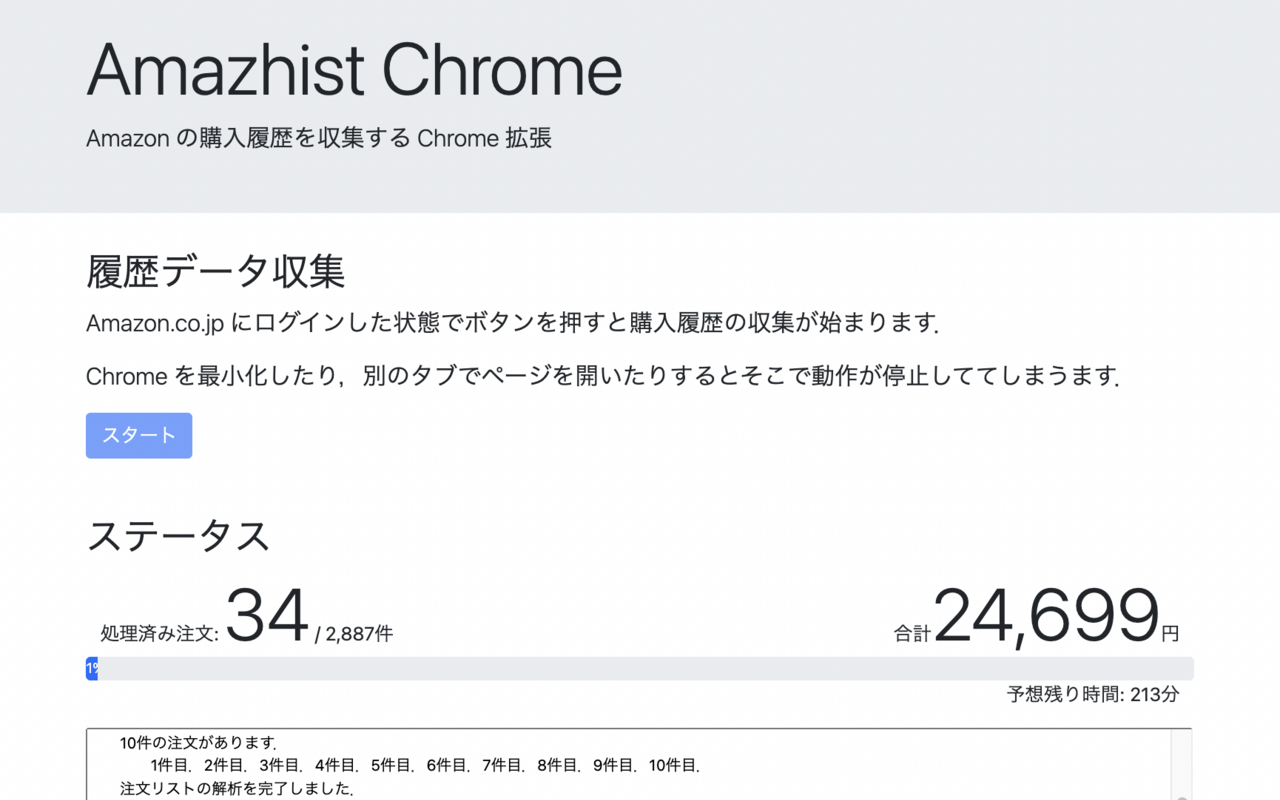 Amazhist Chrome
Amazon の購入履歴を収集する Chrome 拡張
履歴データ収集
Amazon.co.jp にログインした状態でボタンを押すと購入履歴の収集が始まります．
Chrome を最小化したり，別のタブでページを開いたりするとそこで動作が停止しててしまうます．
スタート
ステータス
処理済み注文: 34 / 2,887件
合計24,699円
1%
予想残り時間: 213分
10件の注文があります．
1件目．2件目．3件目．4件目．5件目．6件目．7件目．8件目．9件目．10件目．
注文リストの解析を完了しました．